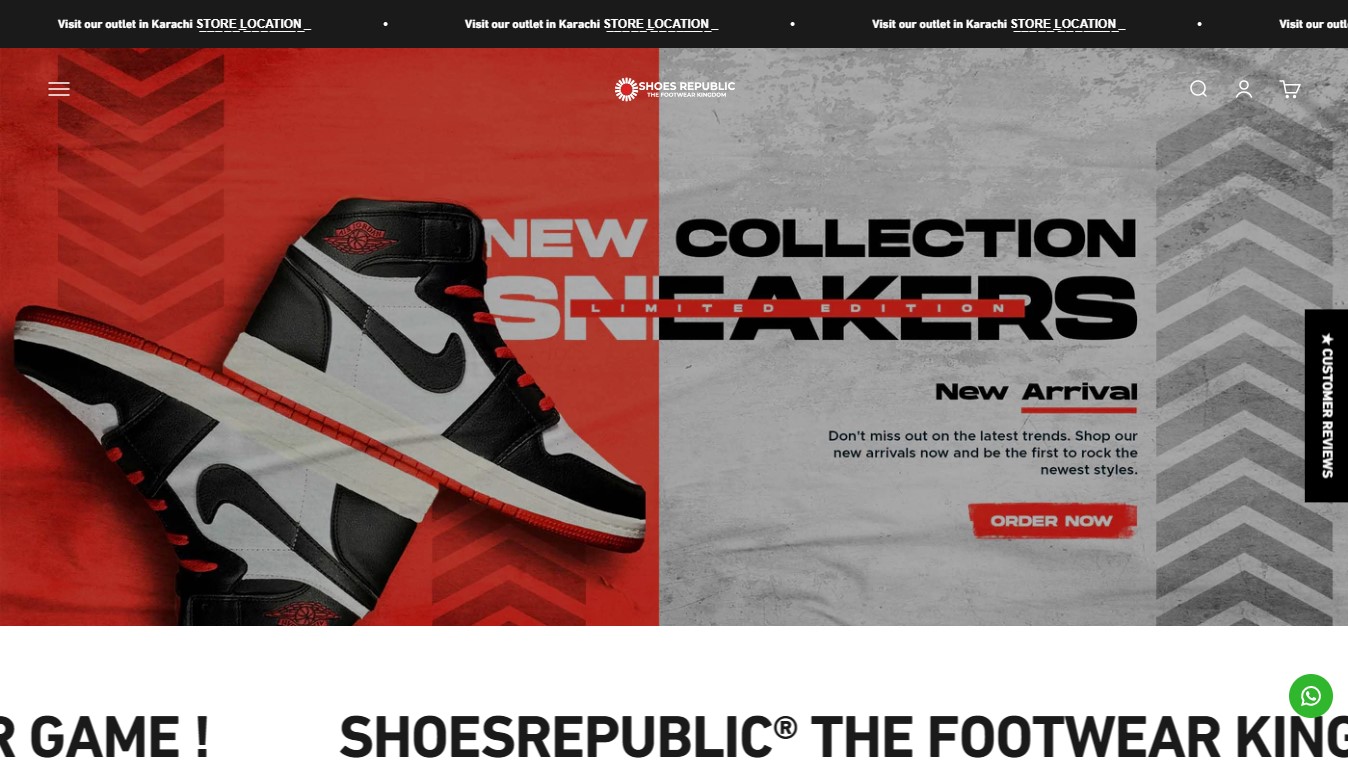 Visit our outlet in Karachi STORE LOCATION_ • Visit our outlet in Karachi STORE LOCATION_ • Visit our outlet in Karachi STORE LOCATION_ • Visit our outl
SHOES REPUBLIC
THE FOOTWEAR KINGDOM
NEW COLLECTION
SNEAKERS
LIMITED EDITION
New Arrival
Don't miss out on the latest trends. Shop our
new arrivals now and be the first to rock the
newest styles.
ORDER NOW
★ CUSTOMER REVIEWS
R GAME ! SHOESREPUBLIC® THE FOOTWEAR KING